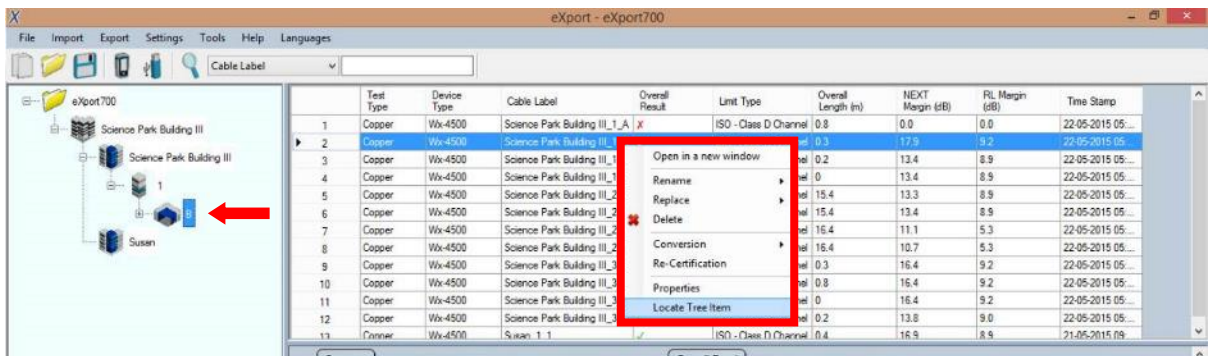 X eXport - eXport700
File Import Export Settings Tools Help Languages
Cable Label
eXport700
Science Park Building III
Science Park Building III
1
B
Susan
Test Type Device Type Cable Label Overall Result Limit Type Overall Length (m) NEXT Margin (dB) RL Margin (dB) Time Stamp
1 Copper Wx-4500 Science Park Building III_1_A X ISO - Class D Channel 0.8 0.0 0.0 22-05-2015 05:...
2 Copper Wx-4500 Science Park Building III_1 nel 0.3 17.9 9.2 22-05-2015 05:...
3 Copper Wx-4500 Science Park Building III_1 nel 0.2 13.4 8.9 22-05-2015 05:...
4 Copper Wx-4500 Science Park Building III_1 nel 0 13.4 8.9 22-05-2015 05:...
5 Copper Wx-4500 Science Park Building III_2 nel 15.4 13.3 8.9 22-05-2015 05:...
6 Copper Wx-4500 Science Park Building III_2 nel 15.4 13.4 8.9 22-05-2015 05:...
7 Copper Wx-4500 Science Park Building III_2 nel 16.4 11.1 5.3 22-05-2015 05:...
8 Copper Wx-4500 Science Park Building III_2 nel 16.4 10.7 5.3 22-05-2015 05:...
9 Copper Wx-4500 Science Park Building III_3 nel 0.3 16.4 9.2 22-05-2015 05:...
10 Copper Wx-4500 Science Park Building III_3 nel 0.8 16.4 9.2 22-05-2015 05:...
11 Copper Wx-4500 Science Park Building III_3 nel 0 16.4 9.2 22-05-2015 05:...
12 Copper Wx-4500 Science Park Building III_3 nel 0.2 13.8 9.0 22-05-2015 05:...
13 Copper Wx-4500 Susan_1_1 ISO - Class D Channel 0.4 16.9 8.9 21-05-2015 09:
Open in a new window
Rename
Replace
Delete
Conversion
Re-Certification
Properties
Locate Tree Item